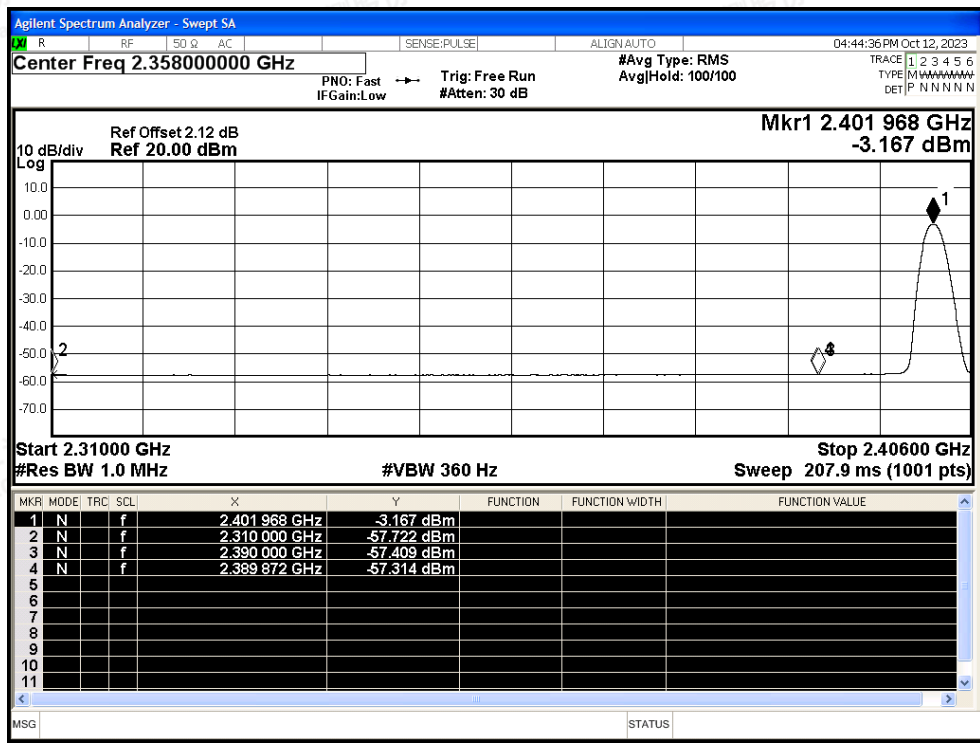 Agilent Spectrum Analyzer - Swept SA
LXI R RF 50 Ω AC SENSE:PULSE ALIGN AUTO 04:44:36 PM Oct 12, 2023
Center Freq 2.358000000 GHz
PNO: Fast
IFGain:Low
Trig: Free Run
#Atten: 30 dB
#Avg Type: RMS
Avg|Hold: 100/100
TRACE 1 2 3 4 5 6
TYPE M
DET P N N N N N
Mkr1 2.401 968 GHz
-3.167 dBm
Ref Offset 2.12 dB
10 dB/div Ref 20.00 dBm
Log
10.0
0.00
-10.0
-20.0
-30.0
-40.0
-50.0
-60.0
-70.0
1
2
Start 2.31000 GHz Stop 2.40600 GHz
#Res BW 1.0 MHz #VBW 360 Hz Sweep 207.9 ms (1001 pts)
MKR MODE TRC SCL X Y FUNCTION FUNCTION WIDTH FUNCTION VALUE
1 N f 2.401 968 GHz -3.167 dBm
2 N f 2.310 000 GHz -57.722 dBm
3 N f 2.390 000 GHz -57.409 dBm
4 N f 2.389 872 GHz -57.314 dBm
5
6
7
8
9
10
11
MSG STATUS